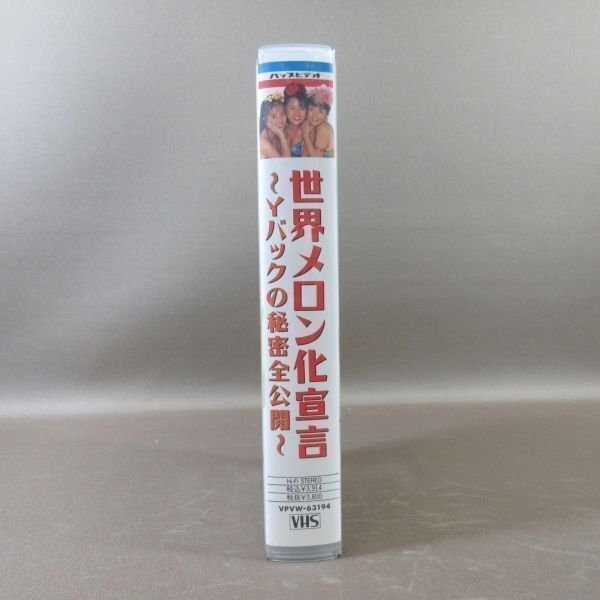 バップビデオ
世界メロン化宣言
～Yバックの秘密全公開～
Hi-Fi STEREO
税込¥3,914
税抜¥3,800
VPVW-63194
VHS